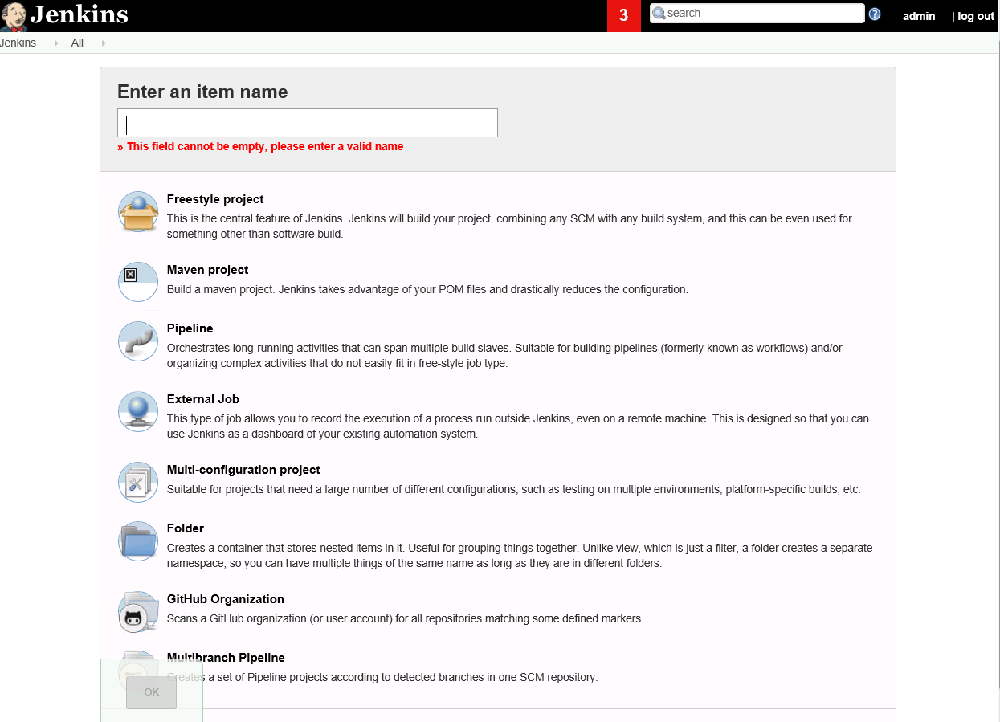 Jenkins
3
search
?
admin
| log out
Jenkins
All
Enter an item name
» This field cannot be empty, please enter a valid name
Freestyle project
This is the central feature of Jenkins. Jenkins will build your project, combining any SCM with any build system, and this can be even used for
something other than software build.
Maven project
Build a maven project. Jenkins takes advantage of your POM files and drastically reduces the configuration.
Pipeline
Orchestrates long-running activities that can span multiple build slaves. Suitable for building pipelines (formerly known as workflows) and/or
organizing complex activities that do not easily fit in free-style job type.
External Job
This type of job allows you to record the execution of a process run outside Jenkins, even on a remote machine. This is designed so that you can
use Jenkins as a dashboard of your existing automation system.
Multi-configuration project
Suitable for projects that need a large number of different configurations, such as testing on multiple environments, platform-specific builds, etc.
Folder
Creates a container that stores nested items in it. Useful for grouping things together. Unlike view, which is just a filter, a folder creates a separate
namespace, so you can have multiple things of the same name as long as they are in different folders.
GitHub Organization
Scans a GitHub organization (or user account) for all repositories matching some defined markers.
Multibranch Pipeline
Creates a set of Pipeline projects according to detected branches in one SCM repository.
OK